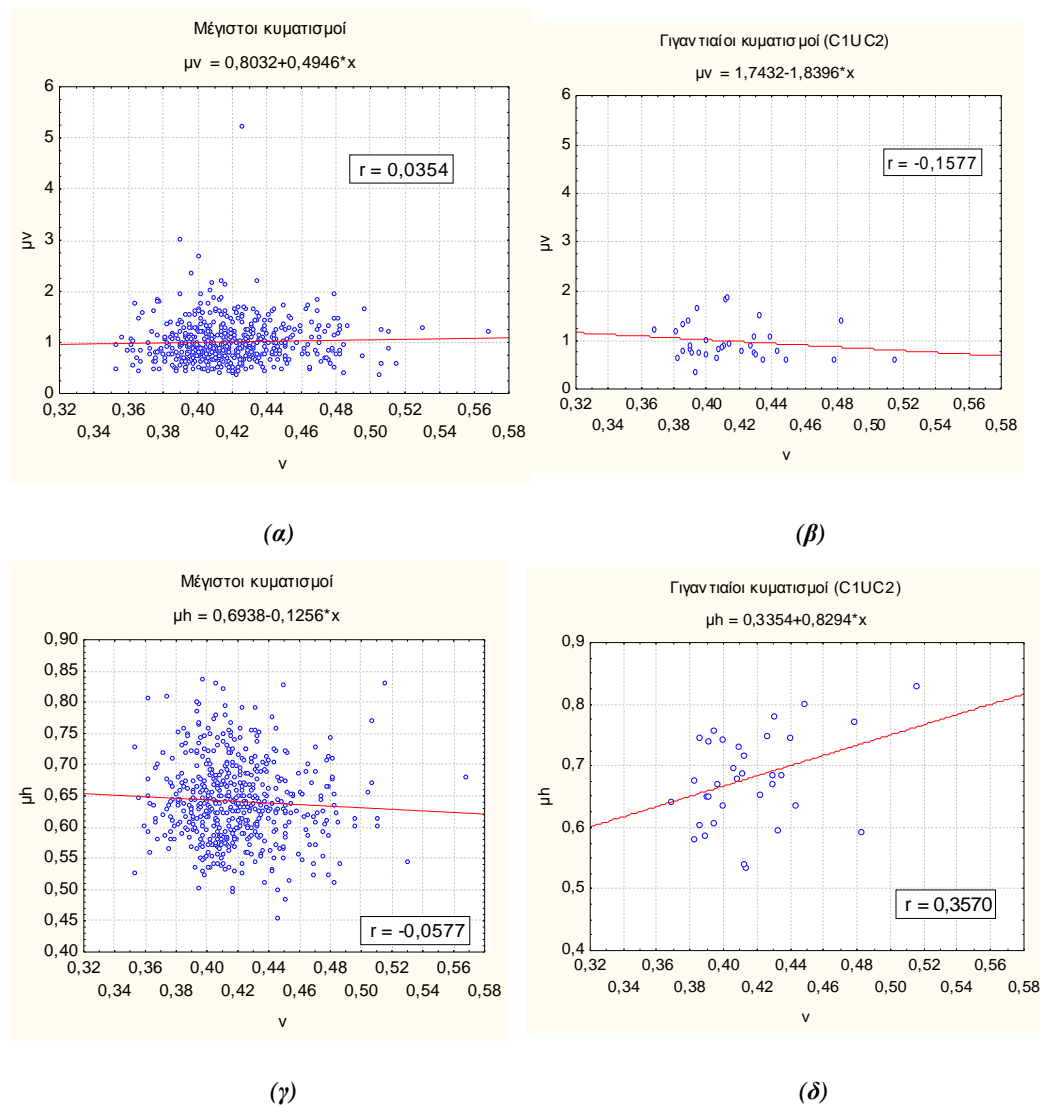 Μέγιστοι κυματισμοί
μv = 0,8032+0,4946*x
6
5
4
3
2
1
0
μv
r = 0,0354
0,32 0,36 0,40 0,44 0,48 0,52 0,56
0,34 0,38 0,42 0,46 0,50 0,54 0,58
v
(α)
Γιγαντιαίοι κυματισμοί (C1UC2)
μv = 1,7432-1,8396*x
6
5
4
3
2
1
0
μv
r = -0,1577
0,32 0,36 0,40 0,44 0,48 0,52 0,56
0,34 0,38 0,42 0,46 0,50 0,54 0,58
v
(β)
Μέγιστοι κυματισμοί
μh = 0,6938-0,1256*x
0,90
0,85
0,80
0,75
0,70
0,65
0,60
0,55
0,50
0,45
0,40
μh
r = -0,0577
0,32 0,36 0,40 0,44 0,48 0,52 0,56
0,34 0,38 0,42 0,46 0,50 0,54 0,58
v
(γ)
Γιγαντιαίοι κυματισμοί (C1UC2)
μh = 0,3354+0,8294*x
0,9
0,8
0,7
0,6
0,5
0,4
μh
r = 0,3570
0,32 0,36 0,40 0,44 0,48 0,52 0,56
0,34 0,38 0,42 0,46 0,50 0,54 0,58
v
(δ)